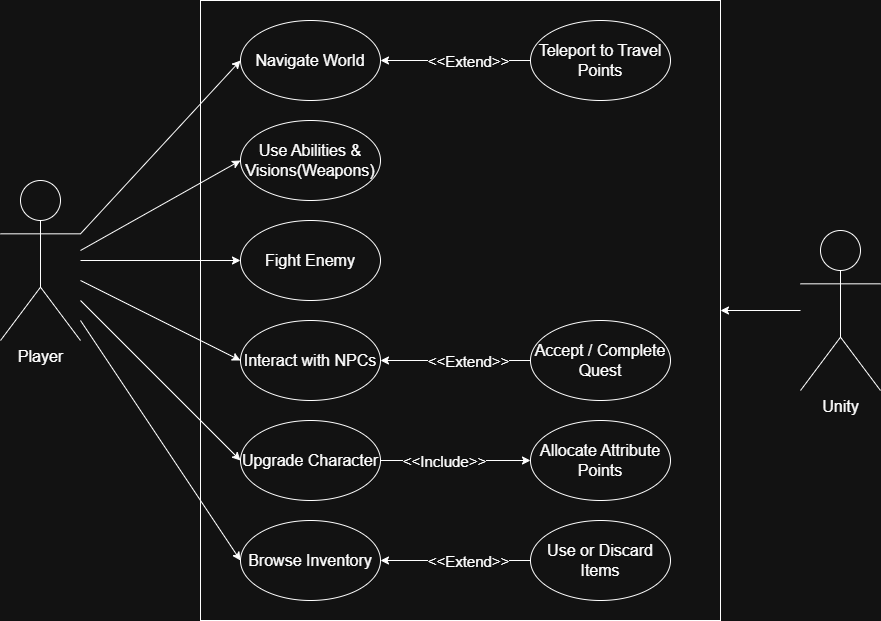 Navigate World
<<Extend>>
Teleport to Travel
Points
Use Abilities &
Visions(Weapons)
Fight Enemy
Player
Interact with NPCs
<<Extend>>
Accept / Complete
Quest
Unity
Upgrade Character
<<Include>>
Allocate Attribute
Points
Browse Inventory
<<Extend>>
Use or Discard
Items